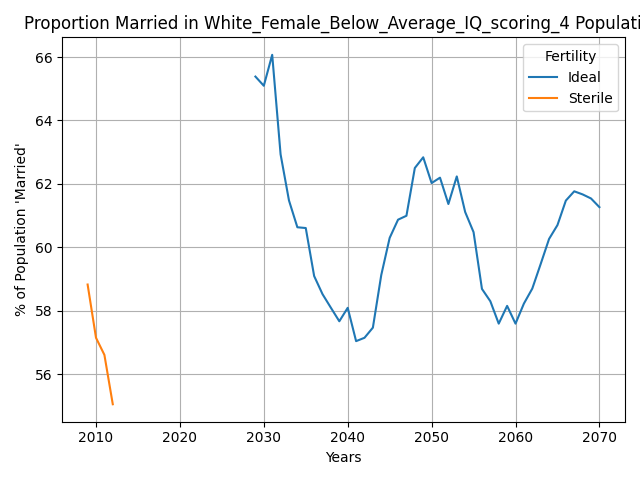 Proportion Married in White_Female_Below_Average_IQ_scoring_4 Populati
Fertility
Ideal
Sterile
% of Population 'Married'
66
64
62
60
58
56
2010 2020 2030 2040 2050 2060 2070
Years